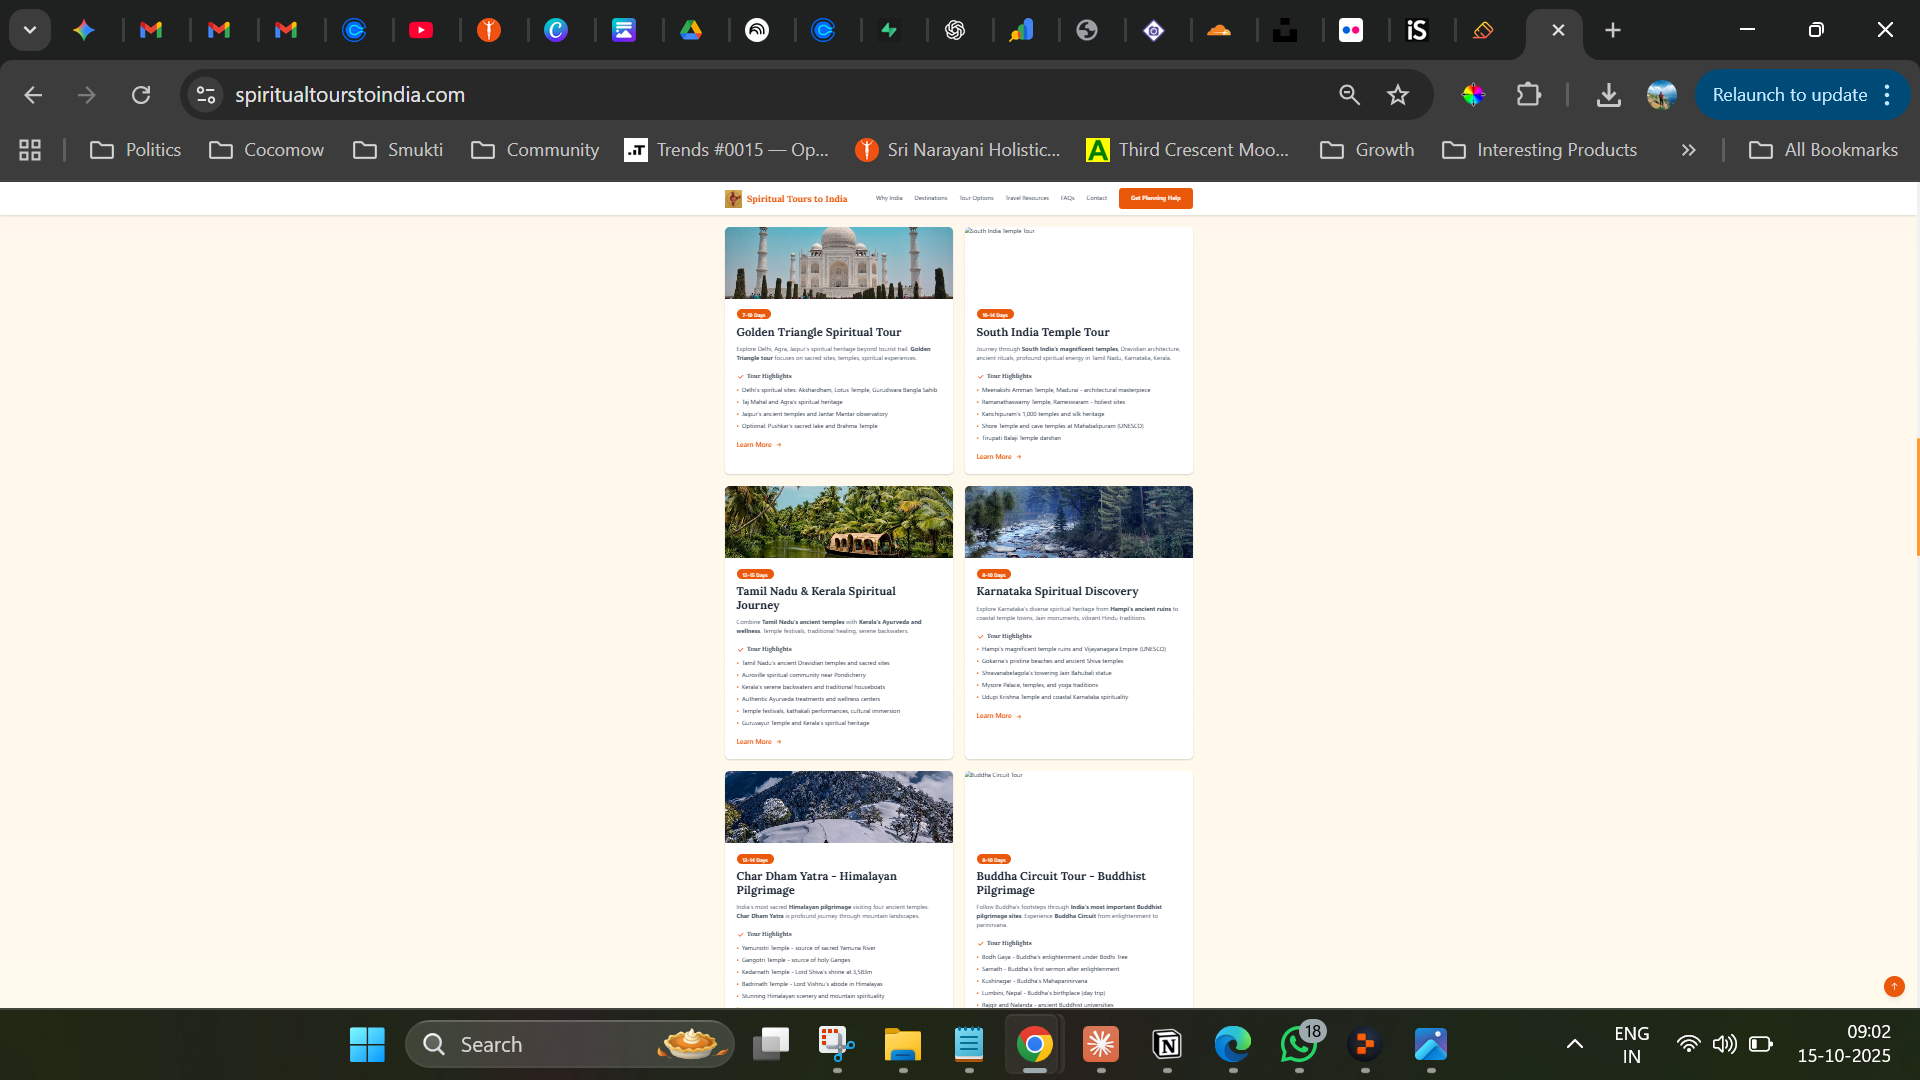 spiritualtourstoindia.com
Relaunch to update
Politics
Cocomow
Smukti
Community
Trends #0015 — Op...
Sri Narayani Holistic...
Third Crescent Moo...
Growth
Interesting Products
All Bookmarks
Spiritual Tours to India
Why India
Destinations
Tour Options
Travel Resources
FAQs
Contact
Get Planning Help
7-10 Days
Golden Triangle Spiritual Tour
Explore Delhi, Agra, Jaipur's spiritual heritage beyond tourist trail. Golden
Triangle tour focuses on sacred sites, temples, spiritual experiences.
Tour Highlights
• Delhi's spiritual sites: Akshardham, Lotus Temple, Gurudwara Bangla Sahib
• Taj Mahal and Agra's spiritual heritage
• Jaipur's ancient temples and Jantar Mantar observatory
• Optional: Pushkar's sacred lake and Brahma Temple
Learn More →
South India Temple Tour
10-14 Days
South India Temple Tour
Journey through South India's magnificent temples, Dravidian architecture,
ancient rituals, profound spiritual energy in Tamil Nadu, Karnataka, Kerala.
Tour Highlights
• Meenakshi Amman Temple, Madurai - architectural masterpiece
• Ramanathaswamy Temple, Rameswaram - holiest sites
• Kanchipuram's 1,000 temples and silk heritage
• Shore Temple and cave temples at Mahabalipuram (UNESCO)
• Tirupati Balaji Temple darshan
Learn More →
12-15 Days
Tamil Nadu & Kerala Spiritual
Journey
Combine Tamil Nadu's ancient temples with Kerala's Ayurveda and
wellness. Temple festivals, traditional healing, serene backwaters.
Tour Highlights
• Tamil Nadu's ancient Dravidian temples and sacred sites
• Auroville spiritual community near Pondicherry
• Kerala's serene backwaters and traditional houseboats
• Authentic Ayurveda treatments and wellness centers
• Temple festivals, kathakali performances, cultural immersion
• Guruvayur Temple and Kerala's spiritual heritage
Learn More →
8-10 Days
Karnataka Spiritual Discovery
Explore Karnataka's diverse spiritual heritage from Hampi's ancient ruins to
coastal temple towns, Jain monuments, vibrant Hindu traditions.
Tour Highlights
• Hampi's magnificent temple ruins and Vijayanagara Empire (UNESCO)
• Gokarna's pristine beaches and ancient Shiva temples
• Shravanabelagola's towering Jain Bahubali statue
• Mysore Palace, temples, and yoga traditions
• Udupi Krishna Temple and coastal Karnataka spirituality
Learn More →
12-14 Days
Char Dham Yatra - Himalayan
Pilgrimage
India's most sacred Himalayan pilgrimage visiting four ancient temples.
Char Dham Yatra is profound journey through mountain landscapes.
Tour Highlights
• Yamunotri Temple - source of sacred Yamuna River
• Gangotri Temple - source of holy Ganges
• Kedarnath Temple - Lord Shiva's shrine at 3,583m
• Badrinath Temple - Lord Vishnu's abode in Himalayas
• Stunning Himalayan scenery and mountain spirituality
Buddha Circuit Tour
8-10 Days
Buddha Circuit Tour - Buddhist
Pilgrimage
Follow Buddha's footsteps through India's most important Buddhist
pilgrimage sites. Experience Buddha Circuit from enlightenment to
parinirvana.
Tour Highlights
• Bodh Gaya - Buddha's enlightenment under Bodhi Tree
• Sarnath - Buddha's first sermon after enlightenment
• Kushinagar - Buddha's Mahaparinirvana
• Lumbini, Nepal - Buddha's birthplace (day trip)
• Rajgir and Nalanda - ancient Buddhist universities
Search
18
ENG
IN
09:02
15-10-2025